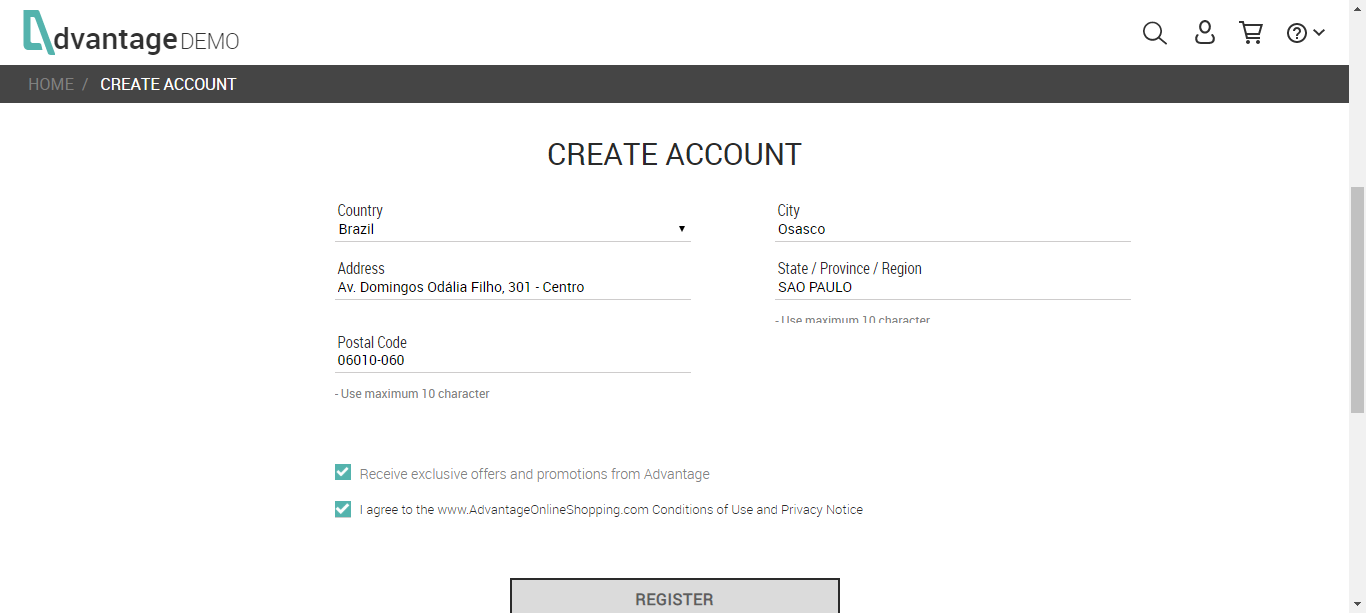 dvantage DEMO
HOME / CREATE ACCOUNT
CREATE ACCOUNT
Country
Brazil
City
Osasco
Address
Av. Domingos Odália Filho, 301 - Centro
State / Province / Region
SAO PAULO
- Use maximum 10 character
Postal Code
06010-060
- Use maximum 10 character
Receive exclusive offers and promotions from Advantage
I agree to the www.AdvantageOnlineShopping.com Conditions of Use and Privacy Notice
REGISTER